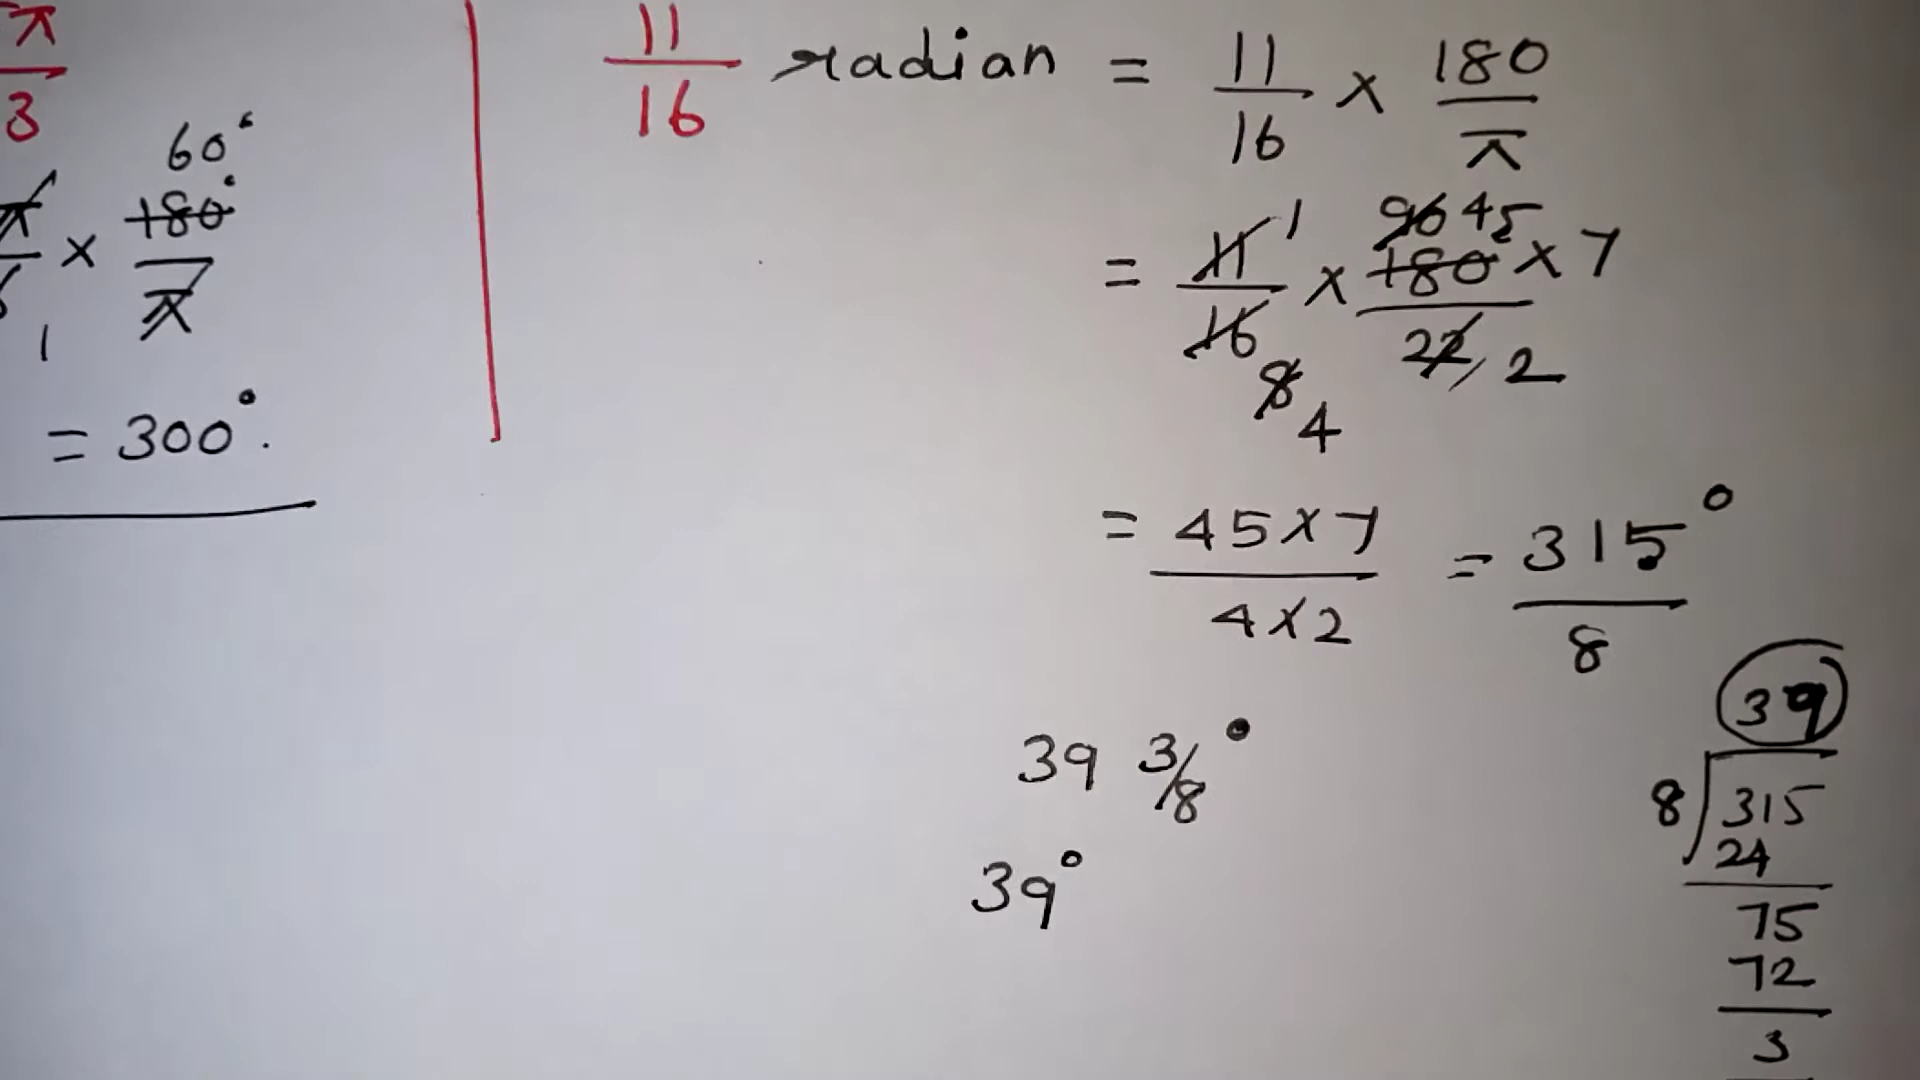 π/3
π/ × 180°/π 60° 1
= 300°.
11/16 radian = 11/16 × 180/π
= 11/16 × 180 × 7/22 1 90 45 8 4 2
= 45 × 7/4 × 2 = 315°/8
39 3/8°
39°
39
8 315
24
75
72
3